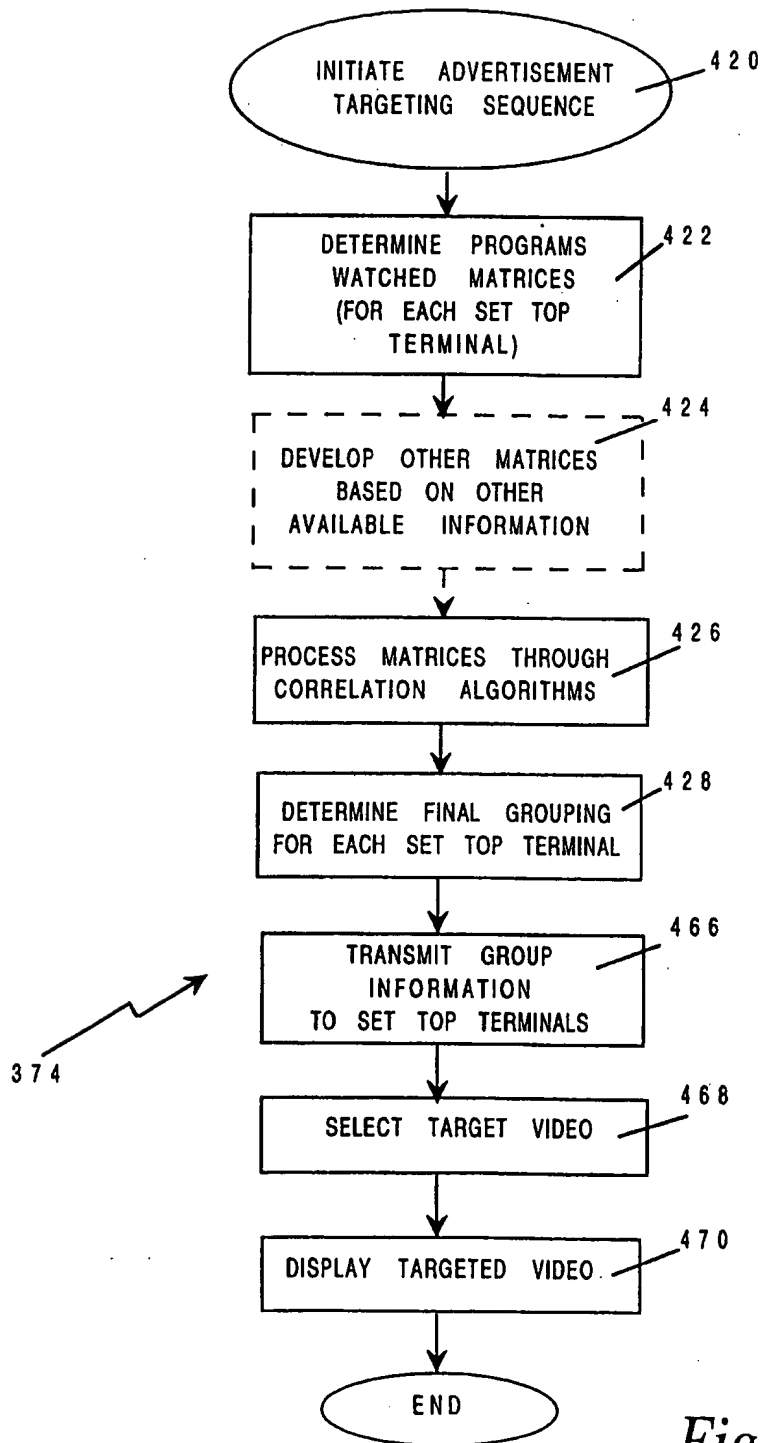 INITIATE ADVERTISEMENT
TARGETING SEQUENCE
420
DETERMINE PROGRAMS
WATCHED MATRICES
(FOR EACH SET TOP
TERMINAL)
422
DEVELOP OTHER MATRICES
BASED ON OTHER
AVAILABLE INFORMATION
424
PROCESS MATRICES THROUGH
CORRELATION ALGORITHMS
426
DETERMINE FINAL GROUPING
FOR EACH SET TOP TERMINAL
428
TRANSMIT GROUP
INFORMATION
TO SET TOP TERMINALS
466
374
SELECT TARGET VIDEO
468
DISPLAY TARGETED VIDEO
470
END
Fig